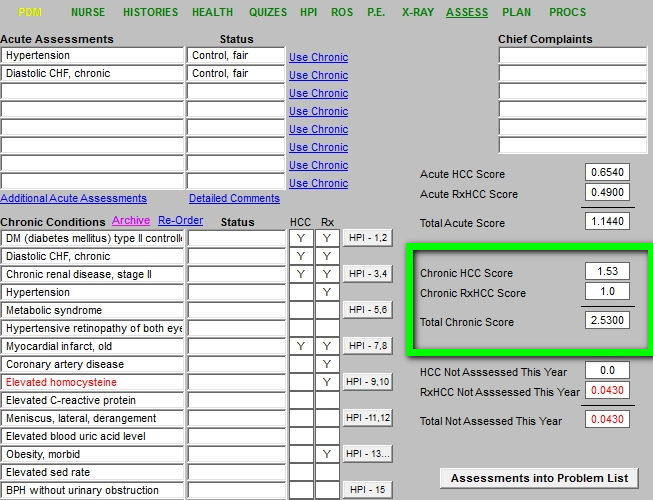 PDM NURSE HISTORIES HEALTH QUIZES HPI ROS P.E. X-RAY ASSESS PLAN PROCS
Acute Assessments Status Chief Complaints
Hypertension Control, fair Use Chronic
Diastolic CHF, chronic Control, fair Use Chronic
Use Chronic
Use Chronic
Use Chronic
Use Chronic
Use Chronic
Use Chronic
Additional Acute Assessments Detailed Comments
Acute HCC Score 0.6540
Acute RxHCC Score 0.4900
Total Acute Score 1.1440
Chronic Conditions Archive Re-Order Status HCC Rx
DM (diabetes mellitus) type II controll Y Y HPI - 1,2
Diastolic CHF, chronic Y Y
Chronic renal disease, stage II Y Y HPI - 3,4
Hypertension Y
Metabolic syndrome HPI - 5,6
Hypertensive retinopathy of both eye
Myocardial infarct, old Y Y HPI - 7,8
Coronary artery disease Y
Elevated homocysteine Y HPI - 9,10
Elevated C-reactive protein
Meniscus, lateral, derangement HPI -11,12
Elevated blood uric acid level
Obesity, morbid Y HPI - 13...
Elevated sed rate
BPH without urinary obstruction HPI - 15
Chronic HCC Score 1.53
Chronic RxHCC Score 1.0
Total Chronic Score 2.5300
HCC Not Asssessed This Year 0.0
RxHCC Not Asssessed This Year 0.0430
Total Not Assessed This Year 0.0430
Assessments into Problem List